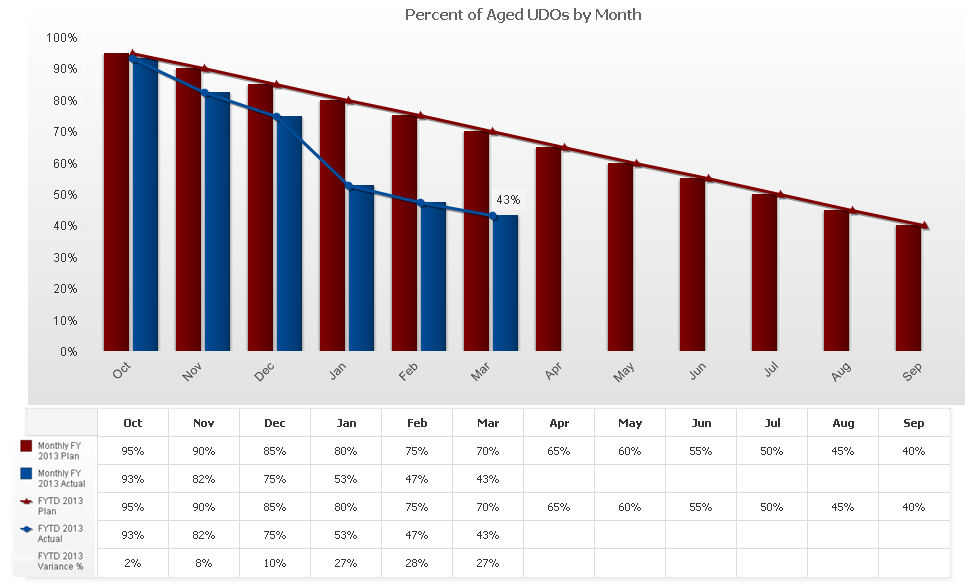 Percent of Aged UDOs by Month
100%
90%
80%
70%
60%
50%
40%
30%
20%
10%
0%
43%
Oct Nov Dec Jan Feb Mar Apr May Jun Jul Aug Sep
Oct Nov Dec Jan Feb Mar Apr May Jun Jul Aug Sep
Monthly FY
2013 Plan
95% 90% 85% 80% 75% 70% 65% 60% 55% 50% 45% 40%
Monthly FY
2013 Actual
93% 82% 75% 53% 47% 43%
FYTD 2013
Plan
95% 90% 85% 80% 75% 70% 65% 60% 55% 50% 45% 40%
FYTD 2013
Actual
93% 82% 75% 53% 47% 43%
FYTD 2013
Variance %
2% 8% 10% 27% 28% 27%